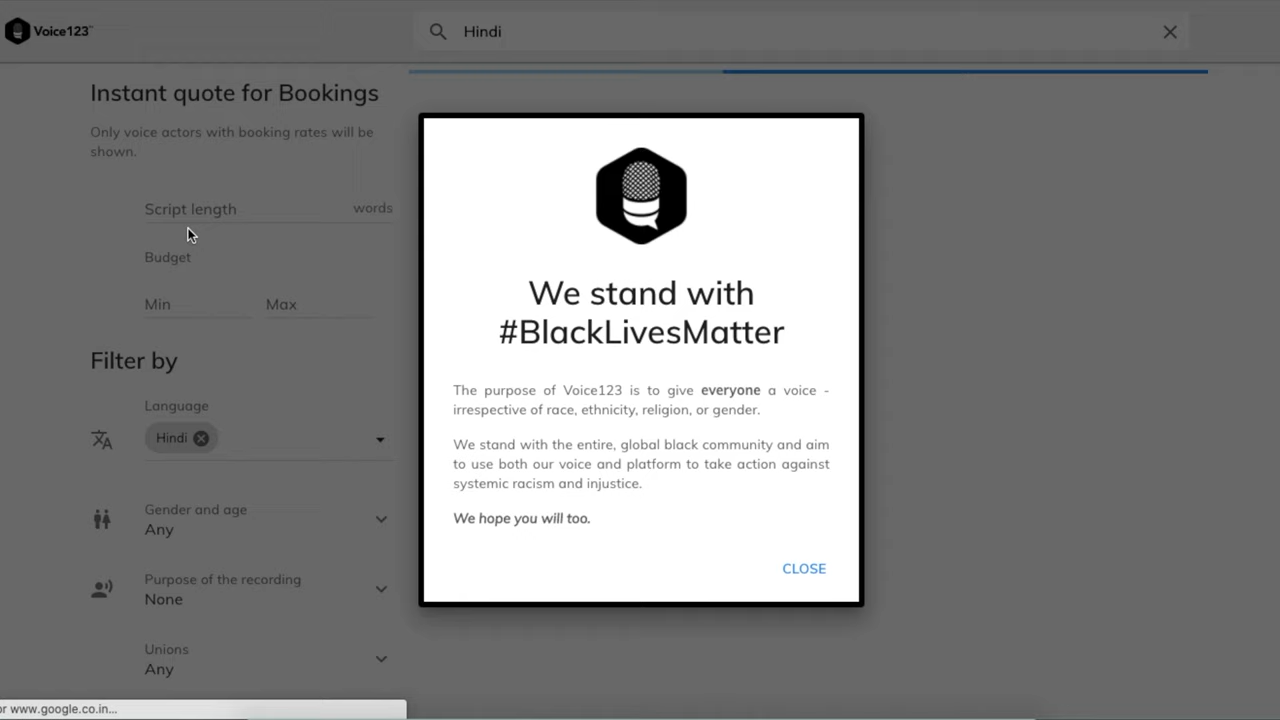 Voice123™
Hindi
Instant quote for Bookings
Only voice actors with booking rates will be
shown.
Script length words
Budget
Min Max
Filter by
Language
Hindi
Gender and age
Any
Purpose of the recording
None
Unions
Any
We stand with
#BlackLivesMatter
The purpose of Voice123 is to give everyone a voice -
irrespective of race, ethnicity, religion, or gender.
We stand with the entire, global black community and aim
to use both our voice and platform to take action against
systemic racism and injustice.
We hope you will too.
CLOSE
or www.google.co.in...